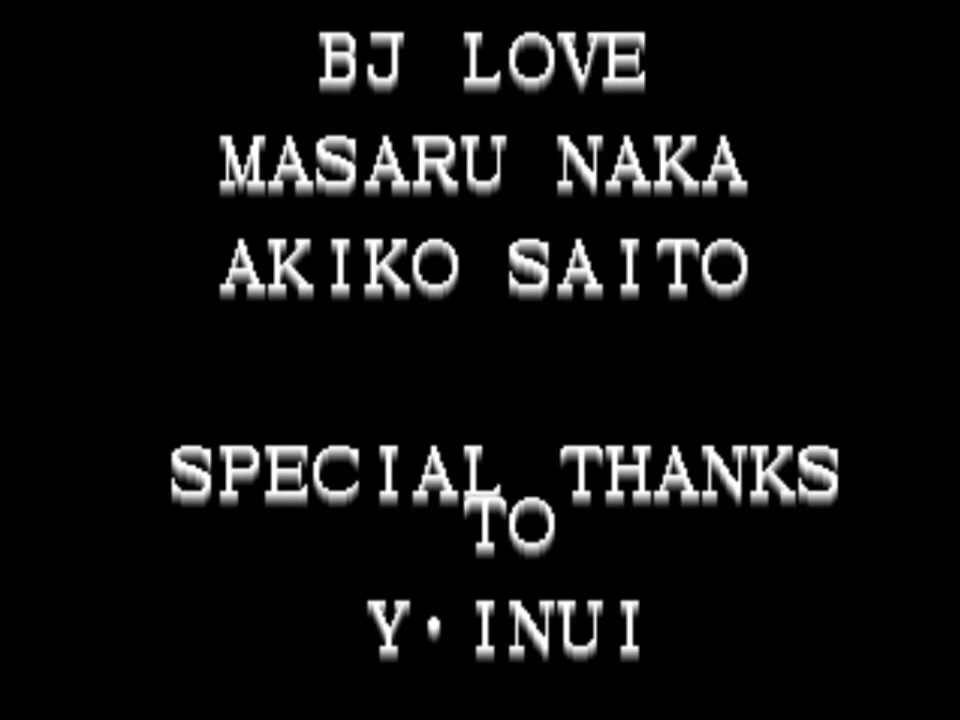 BJ LOVE
MASARU NAKA
AKIKO SAITO
SPECIAL THANKS
TO
Y・INUI